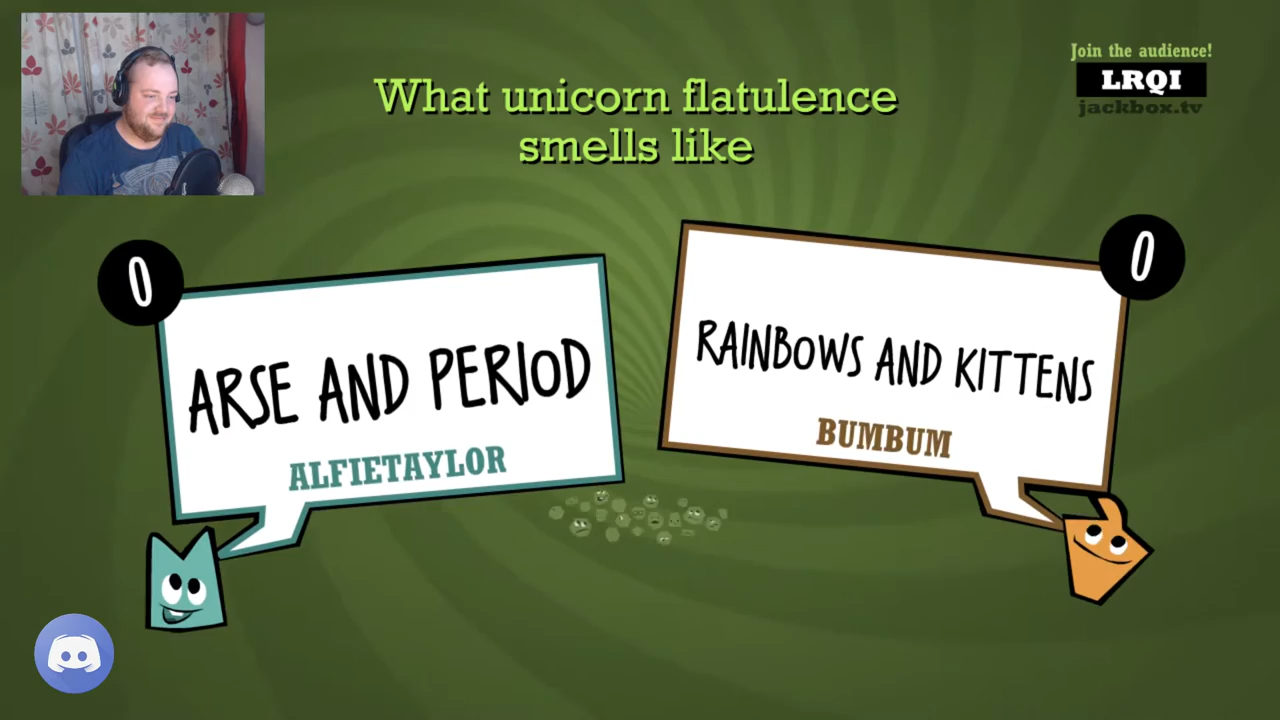 What unicorn flatulence
smells like
Join the audience!
LRQI
jackbox.tv
0
ARSE AND PERIOD
ALFIETAYLOR
0
RAINBOWS AND KITTENS
BUMBUM